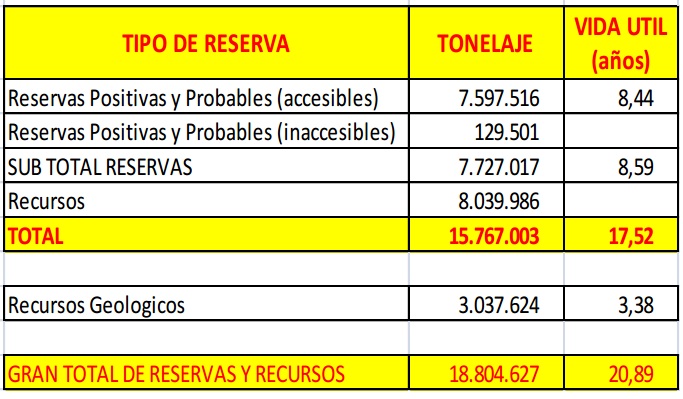 TIPO DE RESERVA TONELAJE VIDA UTIL (años)
Reservas Positivas y Probables (accesibles) 7.597.516 8,44
Reservas Positivas y Probables (inaccesibles) 129.501
SUB TOTAL RESERVAS 7.727.017 8,59
Recursos 8.039.986
TOTAL 15.767.003 17,52
Recursos Geologicos 3.037.624 3,38
GRAN TOTAL DE RESERVAS Y RECURSOS 18.804.627 20,89